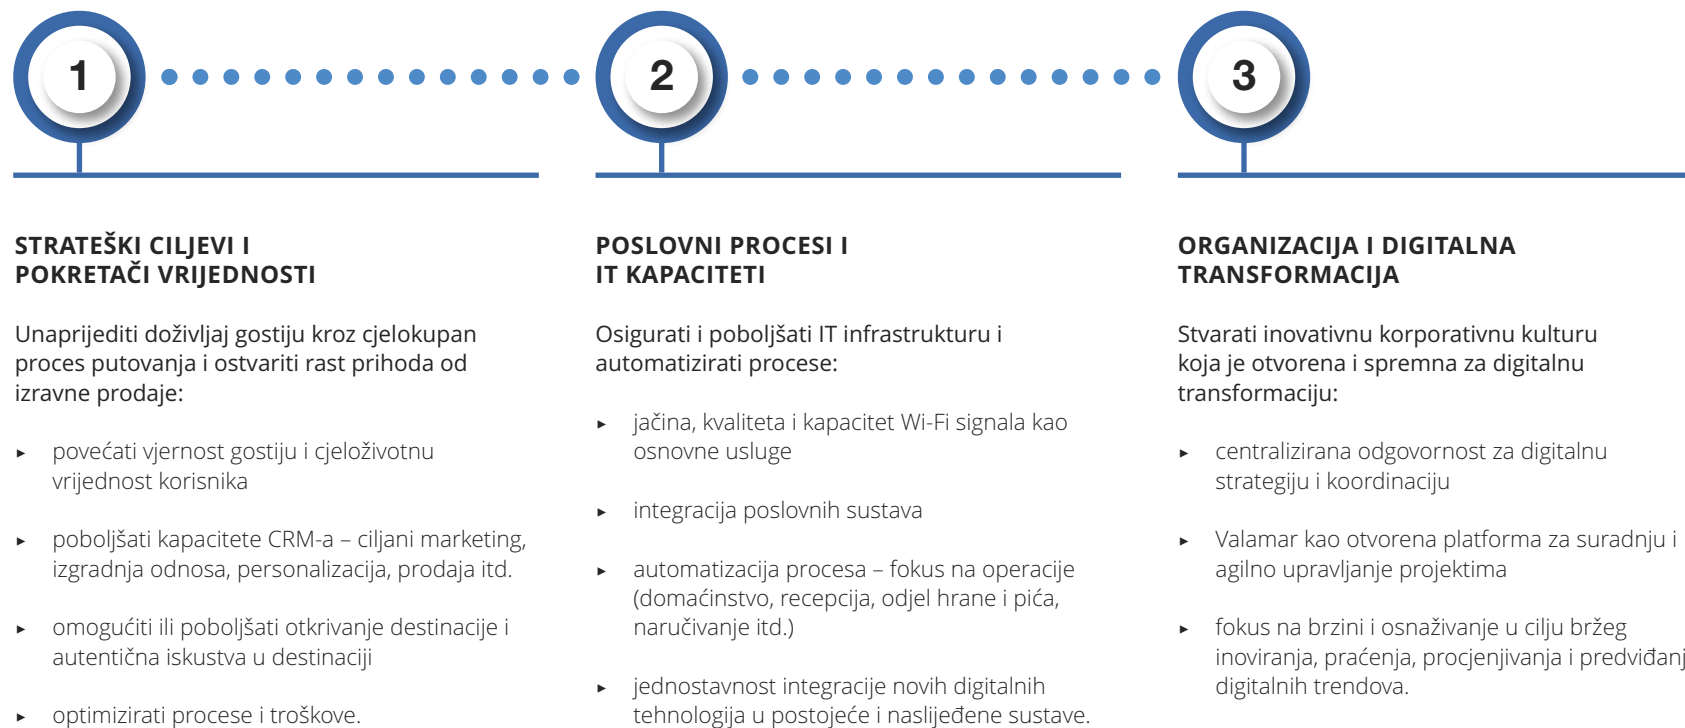 1
2
3
STRATEŠKI CILJEVI I
POKRETAČI VRIJEDNOSTI
Unaprijediti doživljaj gostiju kroz cjelokupan
proces putovanja i ostvariti rast prihoda od
izravne prodaje:
► povećati vjernost gostiju i cjeloživotnu
vrijednost korisnika
► poboljšati kapacitete CRM-a – ciljani marketing,
izgradnja odnosa, personalizacija, prodaja itd.
► omogućiti ili poboljšati otkrivanje destinacije i
autentična iskustva u destinaciji
► optimizirati procese i troškove.
POSLOVNI PROCESI I
IT KAPACITETI
Osigurati i poboljšati IT infrastrukturu i
automatizirati procese:
► jačina, kvaliteta i kapacitet Wi-Fi signala kao
osnovne usluge
► integracija poslovnih sustava
► automatizacija procesa – fokus na operacije
(domaćinstvo, recepcija, odjel hrane i pića,
naručivanje itd.)
► jednostavnost integracije novih digitalnih
tehnologija u postojeće i naslijeđene sustave.
ORGANIZACIJA I DIGITALNA
TRANSFORMACIJA
Stvarati inovativnu korporativnu kulturu
koja je otvorena i spremna za digitalnu
transformaciju:
► centralizirana odgovornost za digitalnu
strategiju i koordinaciju
► Valamar kao otvorena platforma za suradnju i
agilno upravljanje projektima
► fokus na brzini i osnaživanje u cilju bržeg
inoviranja, praćenja, procjenjivanja i predviđanj
digitalnih trendova.